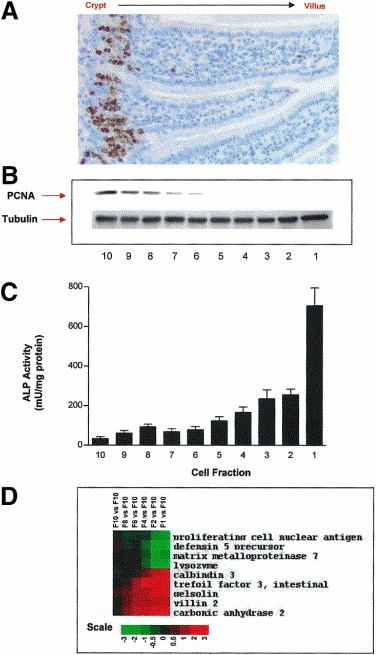 A
Crypt Villus
B
PCNA
Tubulin
10 9 8 7 6 5 4 3 2 1
C
ALP Activity
(mU/mg protein)
800
600
400
200
0
10 9 8 7 6 5 4 3 2 1
Cell Fraction
D
F10 vs F10
F8 vs F10
F6 vs F10
F4 vs F10
F2 vs F10
F1 vs F10
proliferating cell nuclear antigen
defensin 5 precursor
matrix metalloproteinase 7
lysozyme
calbindin 3
trefoil factor 3, intestinal
gelsolin
villin 2
carbonic anhydrase 2
Scale
-3 -2 -1 -0.5 0 0.5 1 2 3